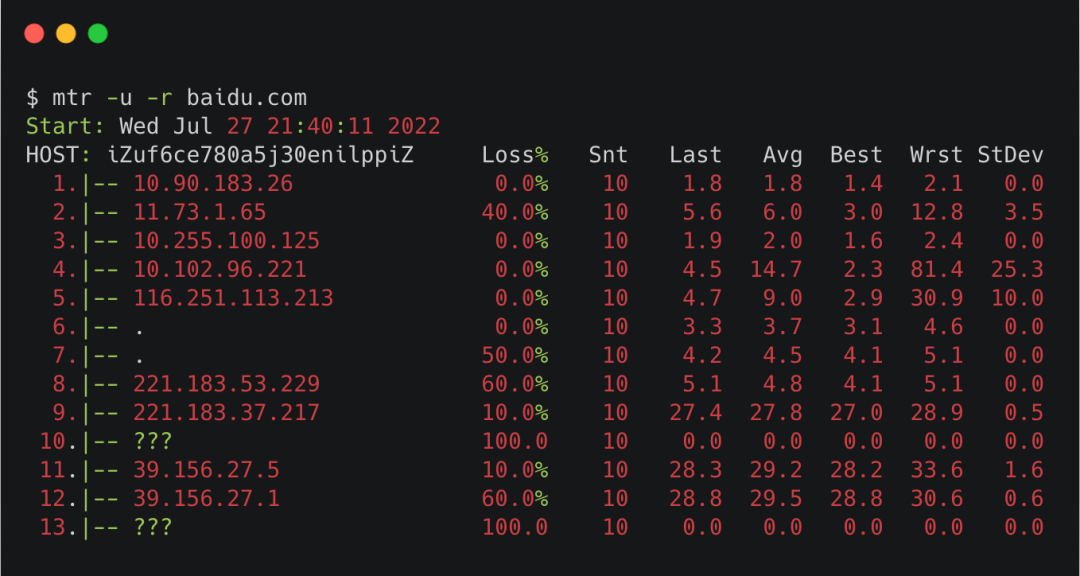 $ mtr -u -r baidu.com
Start: Wed Jul 27 21:40:11 2022
HOST: iZuf6ce780a5j30enilppiZ     Loss%   Snt   Last   Avg  Best  Wrst StDev
  1.|-- 10.90.183.26               0.0%    10    1.8   1.8   1.4   2.1   0.0
  2.|-- 11.73.1.65                40.0%    10    5.6   6.0   3.0  12.8   3.5
  3.|-- 10.255.100.125             0.0%    10    1.9   2.0   1.6   2.4   0.0
  4.|-- 10.102.96.221              0.0%    10    4.5  14.7   2.3  81.4  25.3
  5.|-- 116.251.113.213            0.0%    10    4.7   9.0   2.9  30.9  10.0
  6.|-- .                          0.0%    10    3.3   3.7   3.1   4.6   0.0
  7.|-- .                         50.0%    10    4.2   4.5   4.1   5.1   0.0
  8.|-- 221.183.53.229            60.0%    10    5.1   4.8   4.1   5.1   0.0
  9.|-- 221.183.37.217            10.0%    10   27.4  27.8  27.0  28.9   0.5
 10.|-- ???                       100.0    10    0.0   0.0   0.0   0.0   0.0
 11.|-- 39.156.27.5               10.0%    10   28.3  29.2  28.2  33.6   1.6
 12.|-- 39.156.27.1               60.0%    10   28.8  29.5  28.8  30.6   0.6
 13.|-- ???                       100.0    10    0.0   0.0   0.0   0.0   0.0